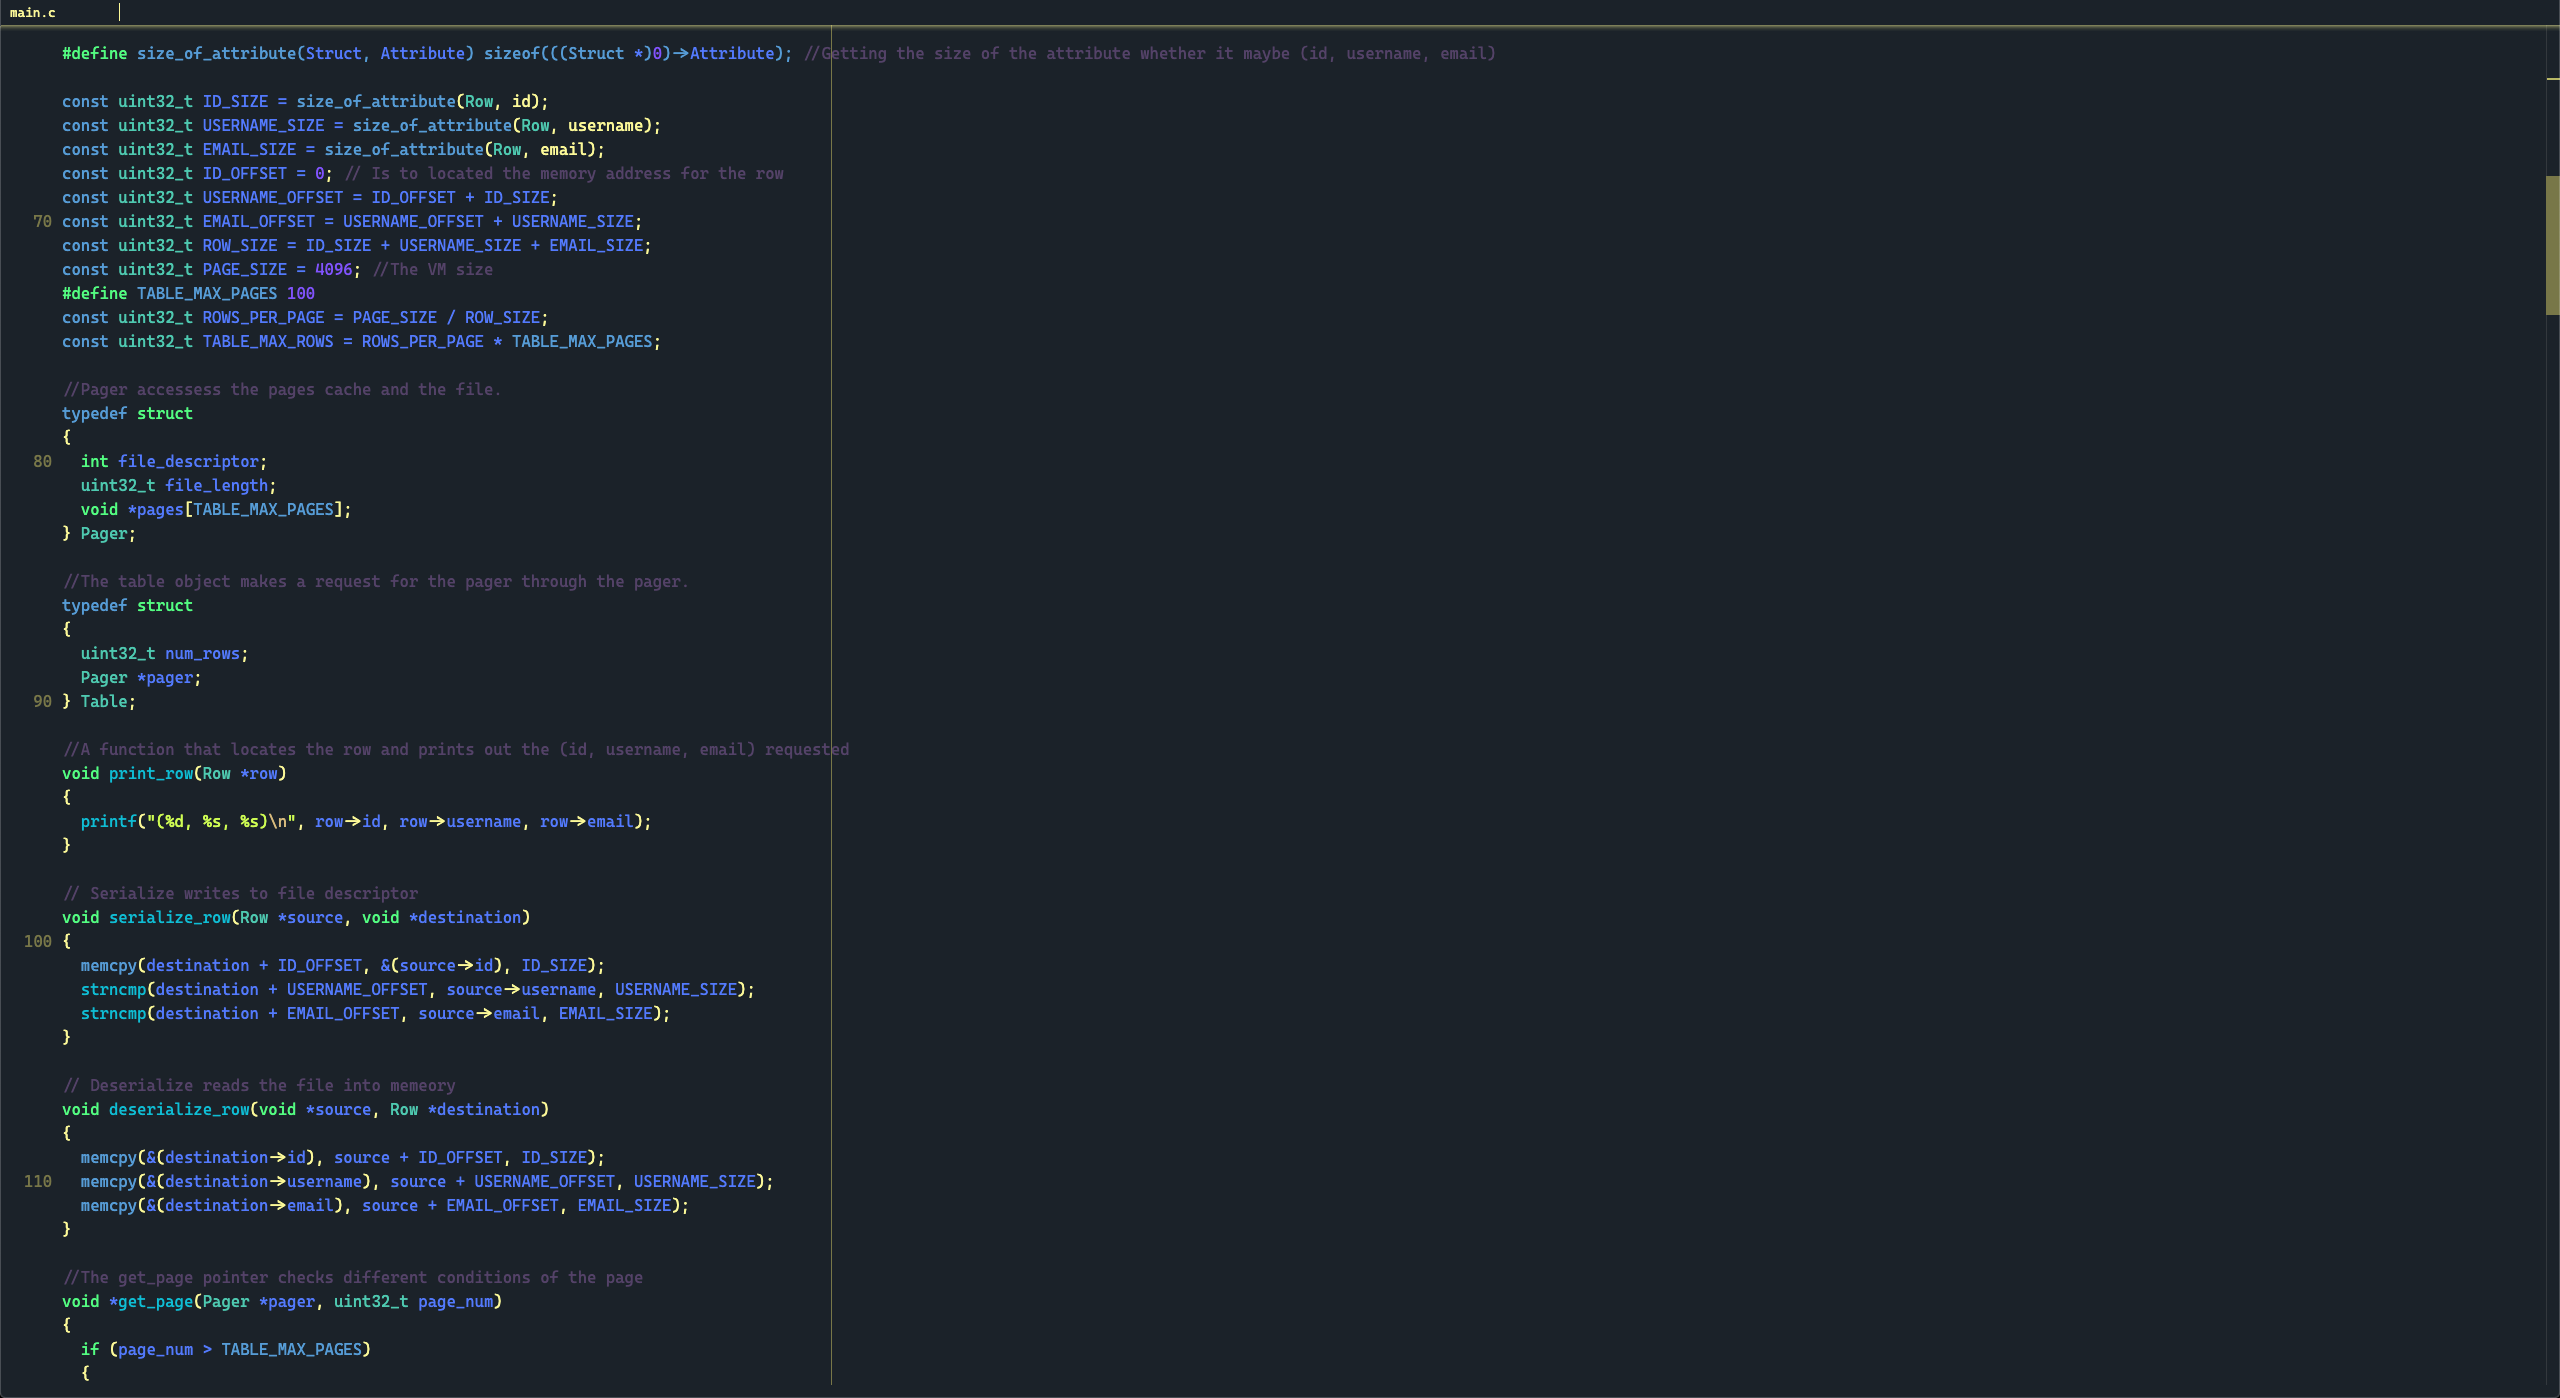 main.c
#define size_of_attribute(Struct, Attribute) sizeof(((Struct *)0)->Attribute); //Getting the size of the attribute whether it maybe (id, username, email)
const uint32_t ID_SIZE = size_of_attribute(Row, id);
const uint32_t USERNAME_SIZE = size_of_attribute(Row, username);
const uint32_t EMAIL_SIZE = size_of_attribute(Row, email);
const uint32_t ID_OFFSET = 0; // Is to located the memory address for the row
const uint32_t USERNAME_OFFSET = ID_OFFSET + ID_SIZE;
70 const uint32_t EMAIL_OFFSET = USERNAME_OFFSET + USERNAME_SIZE;
const uint32_t ROW_SIZE = ID_SIZE + USERNAME_SIZE + EMAIL_SIZE;
const uint32_t PAGE_SIZE = 4096; //The VM size
#define TABLE_MAX_PAGES 100
const uint32_t ROWS_PER_PAGE = PAGE_SIZE / ROW_SIZE;
const uint32_t TABLE_MAX_ROWS = ROWS_PER_PAGE * TABLE_MAX_PAGES;
//Pager accessess the pages cache and the file.
typedef struct
{
80 int file_descriptor;
uint32_t file_length;
void *pages[TABLE_MAX_PAGES];
} Pager;
//The table object makes a request for the pager through the pager.
typedef struct
{
uint32_t num_rows;
Pager *pager;
90 } Table;
//A function that locates the row and prints out the (id, username, email) requested
void print_row(Row *row)
{
printf("(%d, %s, %s)\n", row->id, row->username, row->email);
}
// Serialize writes to file descriptor
void serialize_row(Row *source, void *destination)
100 {
memcpy(destination + ID_OFFSET, &(source->id), ID_SIZE);
strncmp(destination + USERNAME_OFFSET, source->username, USERNAME_SIZE);
strncmp(destination + EMAIL_OFFSET, source->email, EMAIL_SIZE);
}
// Deserialize reads the file into memeory
void deserialize_row(void *source, Row *destination)
{
memcpy(&(destination->id), source + ID_OFFSET, ID_SIZE);
110 memcpy(&(destination->username), source + USERNAME_OFFSET, USERNAME_SIZE);
memcpy(&(destination->email), source + EMAIL_OFFSET, EMAIL_SIZE);
}
//The get_page pointer checks different conditions of the page
void *get_page(Pager *pager, uint32_t page_num)
{
if (page_num > TABLE_MAX_PAGES)
{